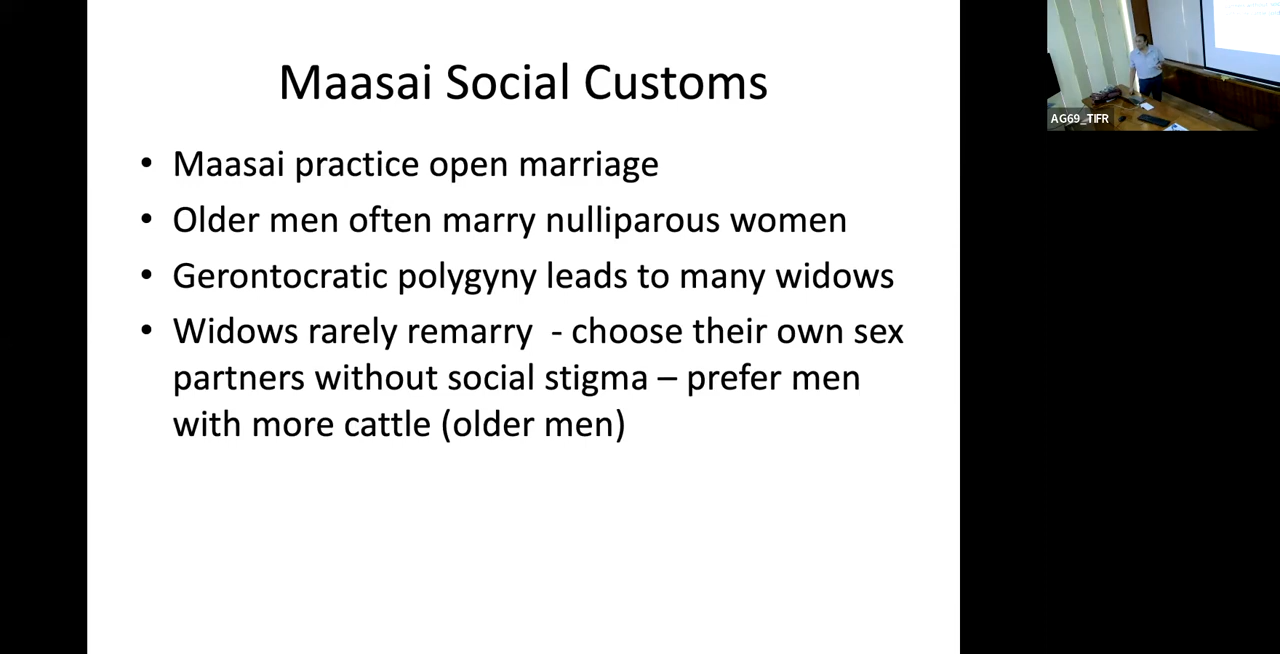 Maasai Social Customs
• Maasai practice open marriage
• Older men often marry nulliparous women
• Gerontocratic polygyny leads to many widows
• Widows rarely remarry  - choose their own sex
partners without social stigma – prefer men
with more cattle (older men)
AG69_TIFR